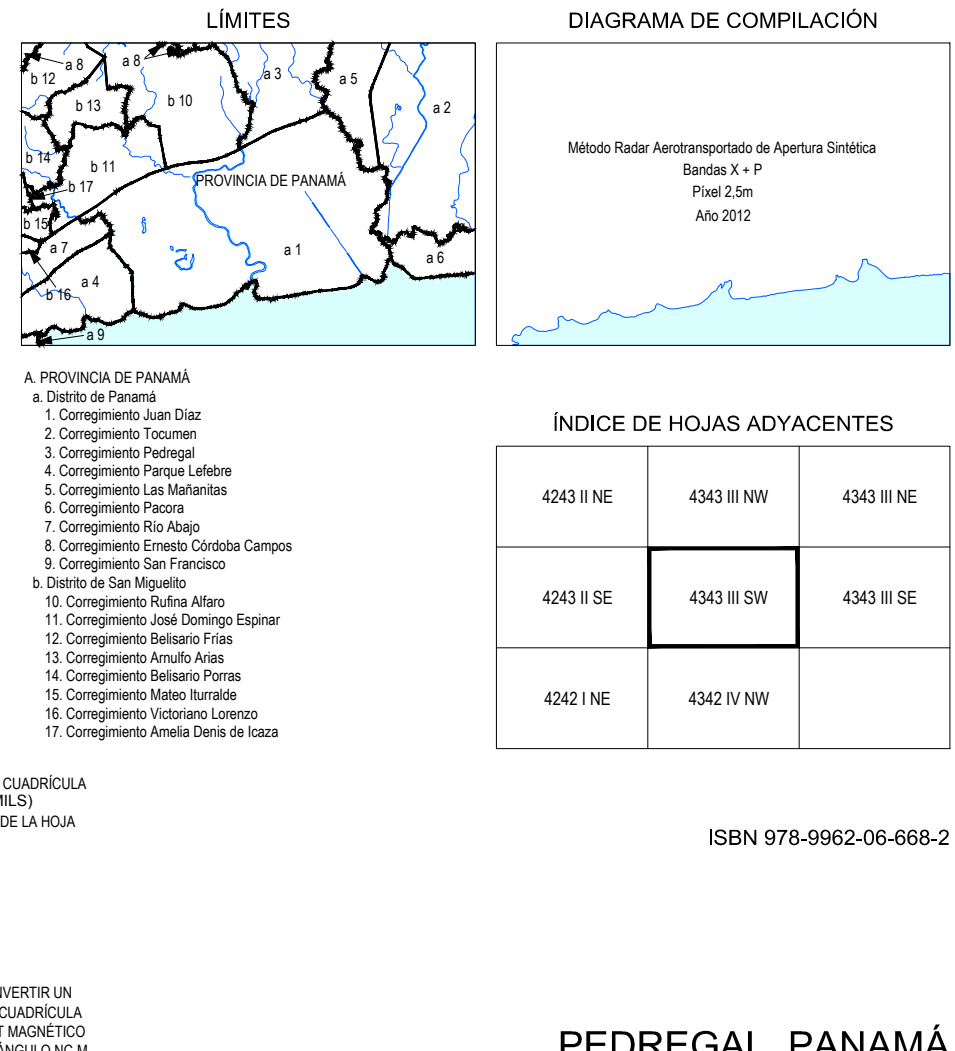 LÍMITES
a 8
b 12
a 8
a 3
a 5
b 13
b 10
a 2
b 14
b 11
b 17
PROVINCIA DE PANAMÁ
b 15
a 7
a 1
a 6
b 16
a 4
a 9
A. PROVINCIA DE PANAMÁ
a. Distrito de Panamá
1. Corregimiento Juan Díaz
2. Corregimiento Tocumen
3. Corregimiento Pedregal
4. Corregimiento Parque Lefebre
5. Corregimiento Las Mañanitas
6. Corregimiento Pacora
7. Corregimiento Río Abajo
8. Corregimiento Ernesto Córdoba Campos
9. Corregimiento San Francisco
b. Distrito de San Miguelito
10. Corregimiento Rufina Alfaro
11. Corregimiento José Domingo Espinar
12. Corregimiento Belisario Frías
13. Corregimiento Arnulfo Arias
14. Corregimiento Belisario Porras
15. Corregimiento Mateo Iturralde
16. Corregimiento Victoriano Lorenzo
17. Corregimiento Amelia Denis de Icaza
DIAGRAMA DE COMPILACIÓN
Método Radar Aerotransportado de Apertura Sintética
Bandas X + P
Píxel 2,5m
Año 2012
ÍNDICE DE HOJAS ADYACENTES
4243 II NE 4343 III NW 4343 III NE
4243 II SE 4343 III SW 4343 III SE
4242 I NE 4342 IV NW
CUADRÍCULA
MILS)
DE LA HOJA
ISBN 978-9962-06-668-2
NVERTIR UN
CUADRÍCULA
T MAGNÉTICO
ÁNGULO NC M
PEDREGAL, PANAMÁ